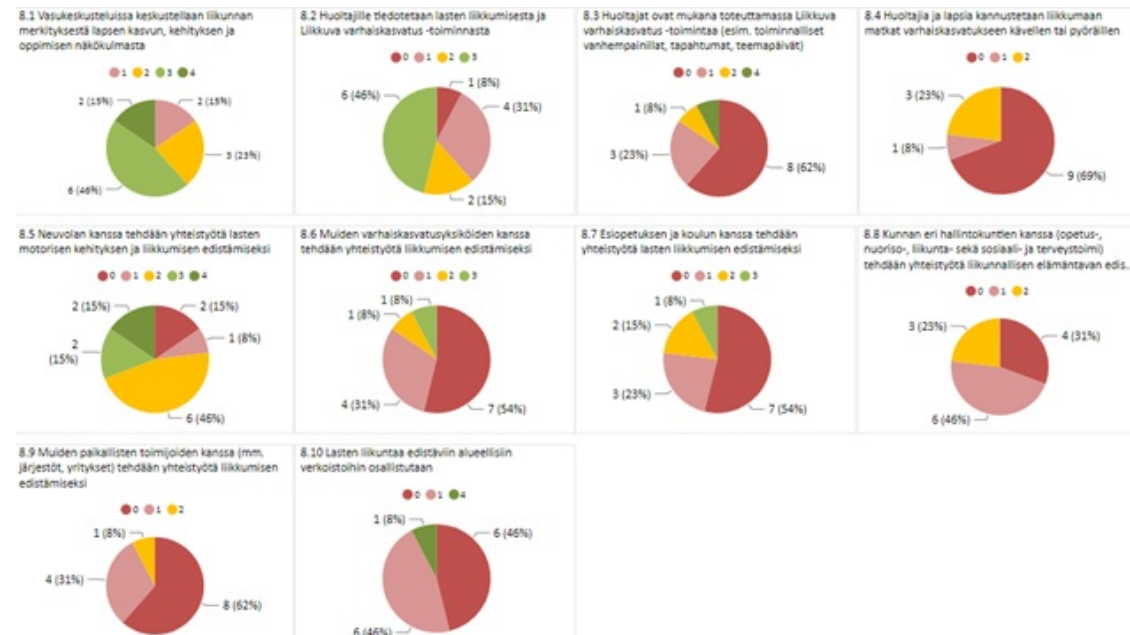 8.1 Vasukeskusteluissa keskustellaan liikunnan
merkityksestä lapsen kasvun, kehityksen ja
oppimisen näkökulmasta
1 2 3 4
2 (15%)
2 (15%)
3 (23%)
6 (46%)
8.2 Huoltajille tiedotetaan lasten liikkumisesta ja
Liikkuva varhaiskasvatus -toiminnasta
0 1 2 3
1 (8%)
6 (46%)
4 (31%)
2 (15%)
8.3 Huoltajat ovat mukana toteuttamassa Liikkuva
varhaiskasvatus -toimintaa (esim. toiminnalliset
vanhempainillat, tapahtumat, teemapäivät)
0 1 2 4
1 (8%)
3 (23%)
8 (62%)
8.4 Huoltajia ja lapsia kannustetaan liikkumaan
matkat varhaiskasvatukseen kävellen tai pyöräillen
0 1 2
3 (23%)
1 (8%)
9 (69%)
8.5 Neuvolan kanssa tehdään yhteistyötä lasten
motorisen kehityksen ja liikkumisen edistämiseksi
0 1 2 3 4
2 (15%)
2 (15%)
1 (8%)
2
(15%)
6 (46%)
8.6 Muiden varhaiskasvatusyksiköiden kanssa
tehdään yhteistyötä liikkumisen edistämiseksi
0 1 2 3
1 (8%)
1 (8%)
4 (31%)
7 (54%)
8.7 Esiopetuksen ja koulun kanssa tehdään
yhteistyötä lasten liikkumisen edistämiseksi
0 1 2 3
1 (8%)
2 (15%)
3 (23%)
7 (54%)
8.8 Kunnan eri hallintokuntien kanssa (opetus-,
nuoriso-, liikunta- sekä sosiaali- ja terveystoimi)
tehdään yhteistyötä liikunnallisen elämäntavan edis...
0 1 2
3 (23%)
4 (31%)
6 (46%)
8.9 Muiden paikallisten toimijoiden kanssa (mm.
järjestöt, yritykset) tehdään yhteistyötä liikkumisen
edistämiseksi
0 1 2
1 (8%)
4 (31%)
8 (62%)
8.10 Lasten liikuntaa edistäviin alueellisiin
verkostoihin osallistutaan
0 1 4
1 (8%)
6 (46%)
6 (46%)